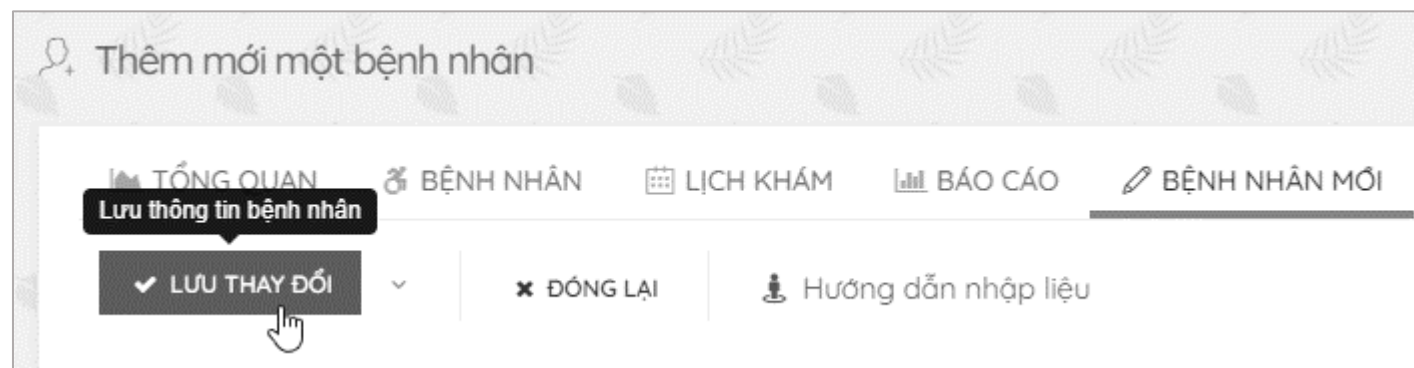 Thêm mới một bệnh nhân
TỔNG QUAN BỆNH NHÂN LỊCH KHÁM BÁO CÁO BỆNH NHÂN MỚI
Lưu thông tin bệnh nhân
LƯU THAY ĐỔI ĐÓNG LẠI Hướng dẫn nhập liệu